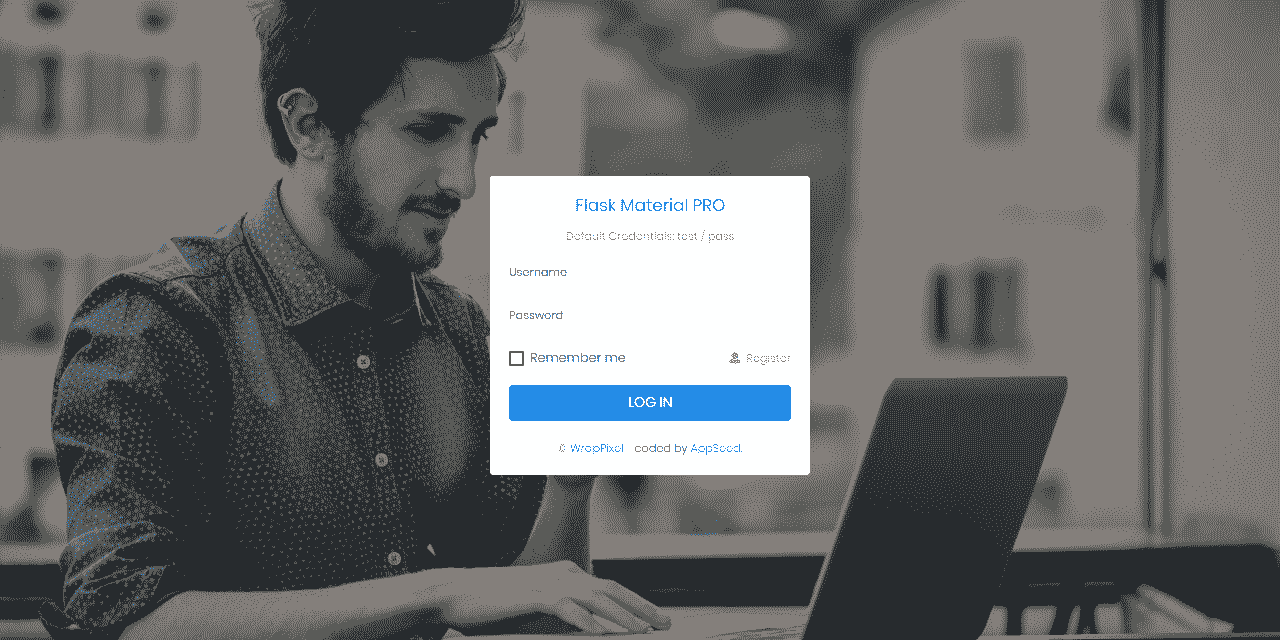 Flask Material PRO
Default Credentials: test / pass
Username
Password
Remember me
Register
LOG IN
© WrapPixel - coded by AppSeed.